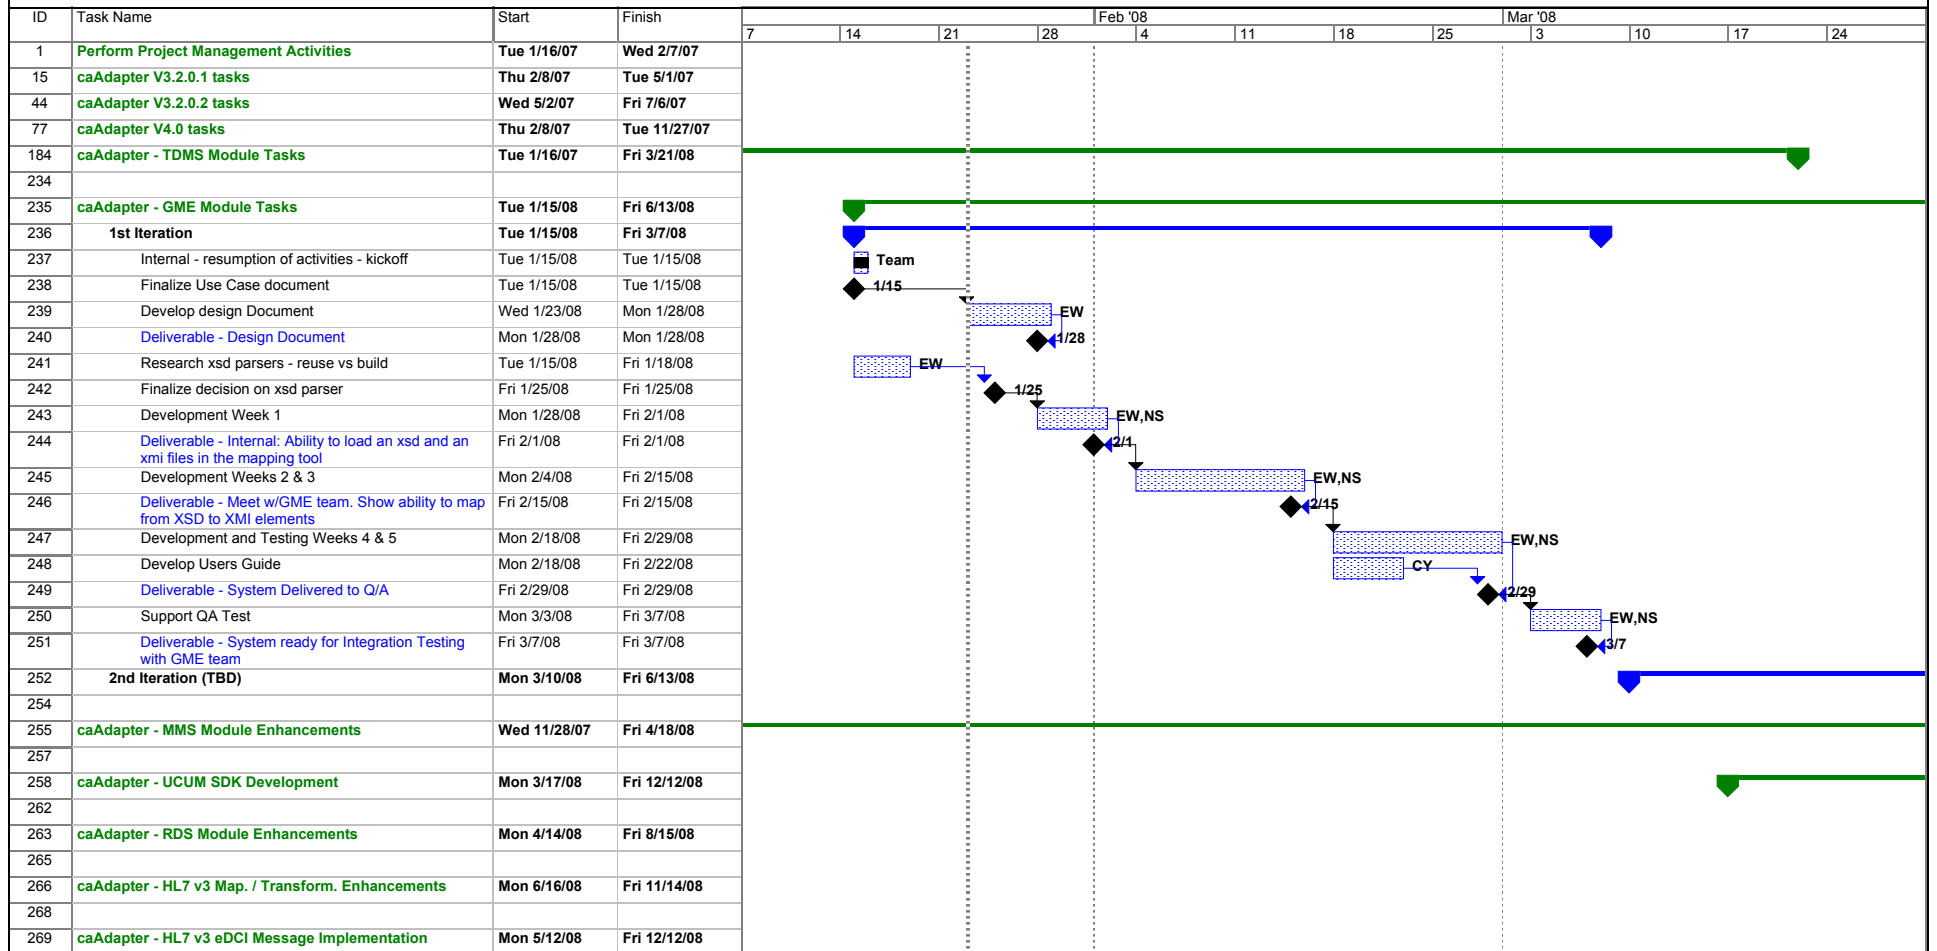 ID Task Name Start Finish Feb '08 Mar '08
7 14 21 28 4 11 18 25 3 10 17 24
1 Perform Project Management Activities Tue 1/16/07 Wed 2/7/07
15 caAdapter V3.2.0.1 tasks Thu 2/8/07 Tue 5/1/07
44 caAdapter V3.2.0.2 tasks Wed 5/2/07 Fri 7/6/07
77 caAdapter V4.0 tasks Thu 2/8/07 Tue 11/27/07
184 caAdapter - TDMS Module Tasks Tue 1/16/07 Fri 3/21/08
234
235 caAdapter - GME Module Tasks Tue 1/15/08 Fri 6/13/08
236 1st Iteration Tue 1/15/08 Fri 3/7/08
237 Internal - resumption of activities - kickoff Tue 1/15/08 Tue 1/15/08 Team
238 Finalize Use Case document Tue 1/15/08 Tue 1/15/08 1/15
239 Develop design Document Wed 1/23/08 Mon 1/28/08 EW
240 Deliverable - Design Document Mon 1/28/08 Mon 1/28/08 1/28
241 Research xsd parsers - reuse vs build Tue 1/15/08 Fri 1/18/08 EW
242 Finalize decision on xsd parser Fri 1/25/08 Fri 1/25/08 1/25
243 Development Week 1 Mon 1/28/08 Fri 2/1/08 EW,NS
244 Deliverable - Internal: Ability to load an xsd and an Fri 2/1/08 Fri 2/1/08 2/1
xmi files in the mapping tool
245 Development Weeks 2 & 3 Mon 2/4/08 Fri 2/15/08 EW,NS
246 Deliverable - Meet w/GME team. Show ability to map Fri 2/15/08 Fri 2/15/08 2/15
from XSD to XMI elements
247 Development and Testing Weeks 4 & 5 Mon 2/18/08 Fri 2/29/08 EW,NS
248 Develop Users Guide Mon 2/18/08 Fri 2/22/08 CY
249 Deliverable - System Delivered to Q/A Fri 2/29/08 Fri 2/29/08 2/29
250 Support QA Test Mon 3/3/08 Fri 3/7/08 EW,NS
251 Deliverable - System ready for Integration Testing Fri 3/7/08 Fri 3/7/08 3/7
with GME team
252 2nd Iteration (TBD) Mon 3/10/08 Fri 6/13/08
254
255 caAdapter - MMS Module Enhancements Wed 11/28/07 Fri 4/18/08
257
258 caAdapter - UCUM SDK Development Mon 3/17/08 Fri 12/12/08
262
263 caAdapter - RDS Module Enhancements Mon 4/14/08 Fri 8/15/08
265
266 caAdapter - HL7 v3 Map. / Transform. Enhancements Mon 6/16/08 Fri 11/14/08
268
269 caAdapter - HL7 v3 eDCI Message Implementation Mon 5/12/08 Fri 12/12/08